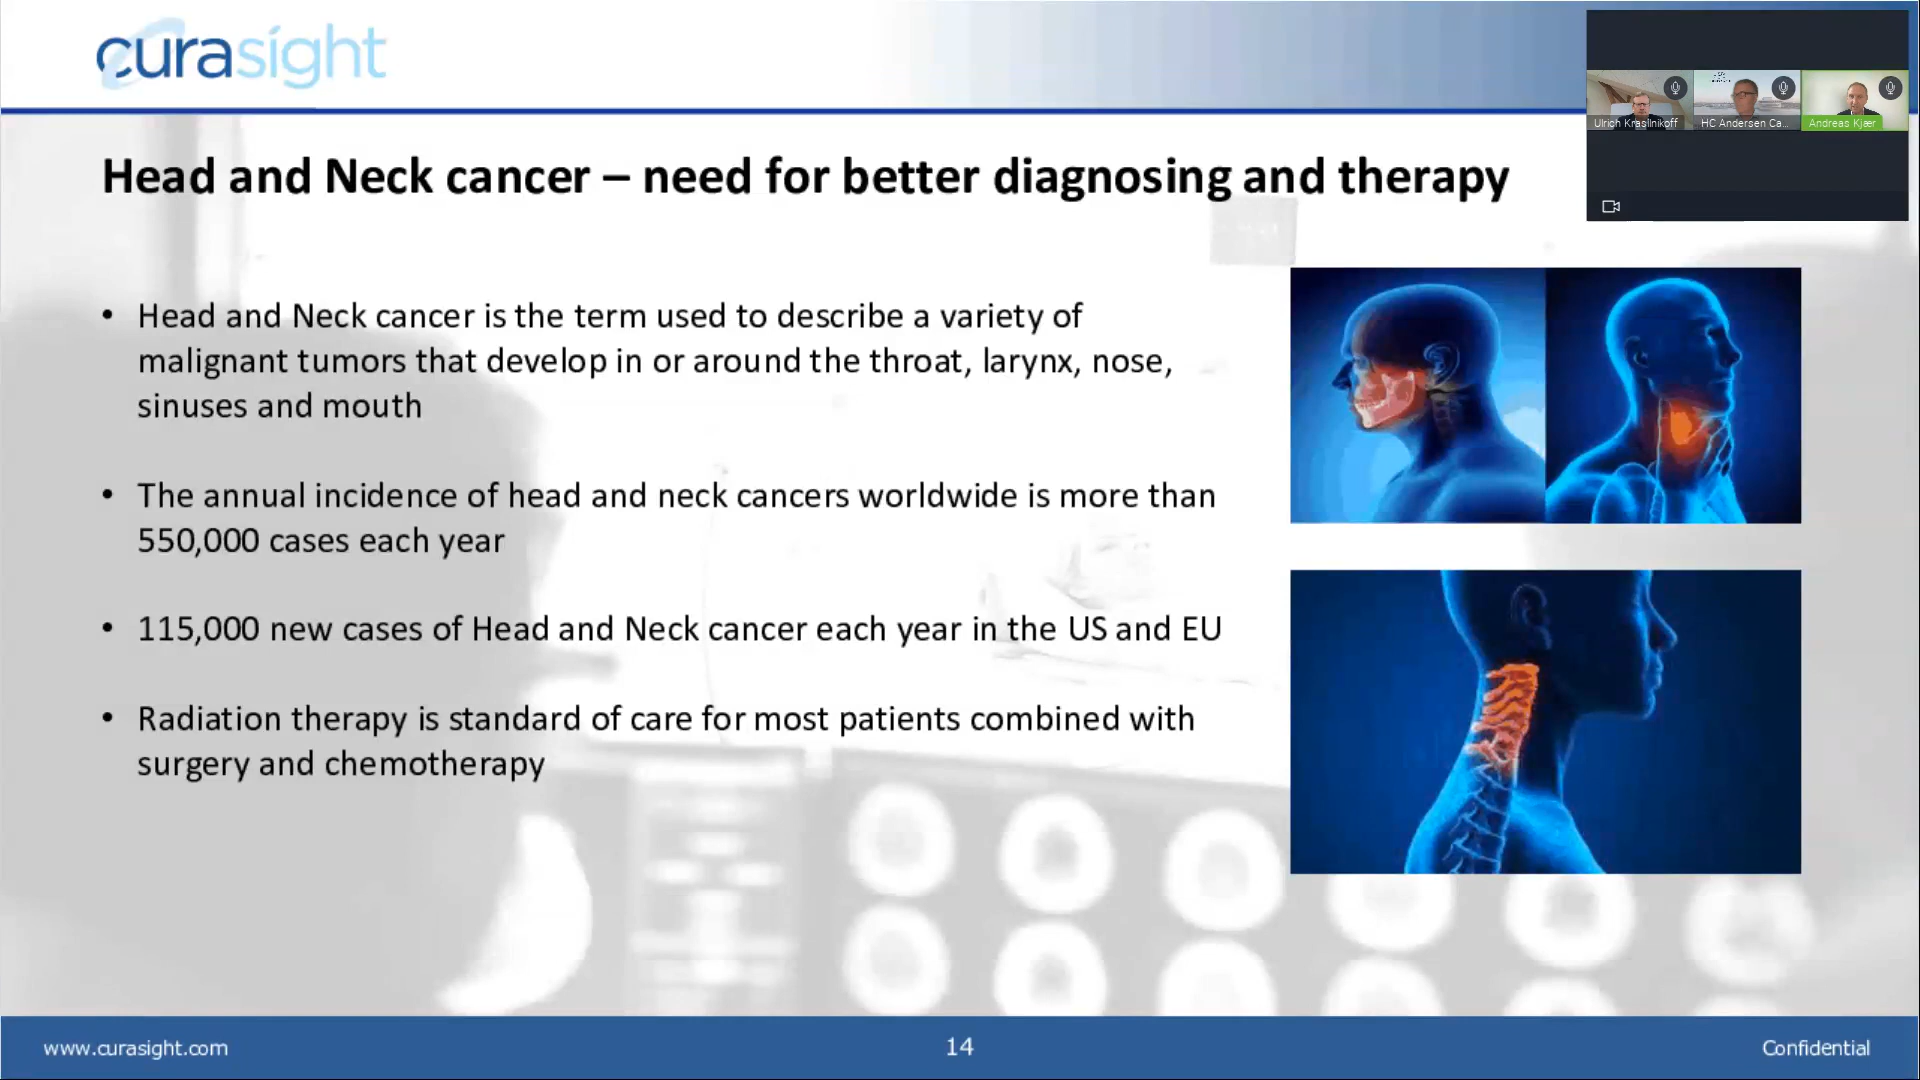 curasight
Ulrich Krasilnikoff
HC Andersen Ca...
Andreas Kjær
Head and Neck cancer – need for better diagnosing and therapy
• Head and Neck cancer is the term used to describe a variety of
malignant tumors that develop in or around the throat, larynx, nose,
sinuses and mouth
• The annual incidence of head and neck cancers worldwide is more than
550,000 cases each year
• 115,000 new cases of Head and Neck cancer each year in the US and EU
• Radiation therapy is standard of care for most patients combined with
surgery and chemotherapy
www.curasight.com
14
Confidential